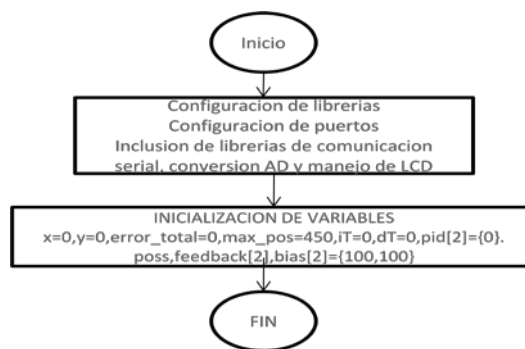 Inicio
Configuracion de librerias
Configuracion de puertos
Inclusion de librerias de comunicacion
serial, conversion AD y manejo de LCD
INICIALIZACION DE VARIABLES
x=0,y=0,error_total=0,max_pos=450,iT=0,dT=0,pid[2]={0}.
poss,feedback[2],bias[2]={100,100}
FIN